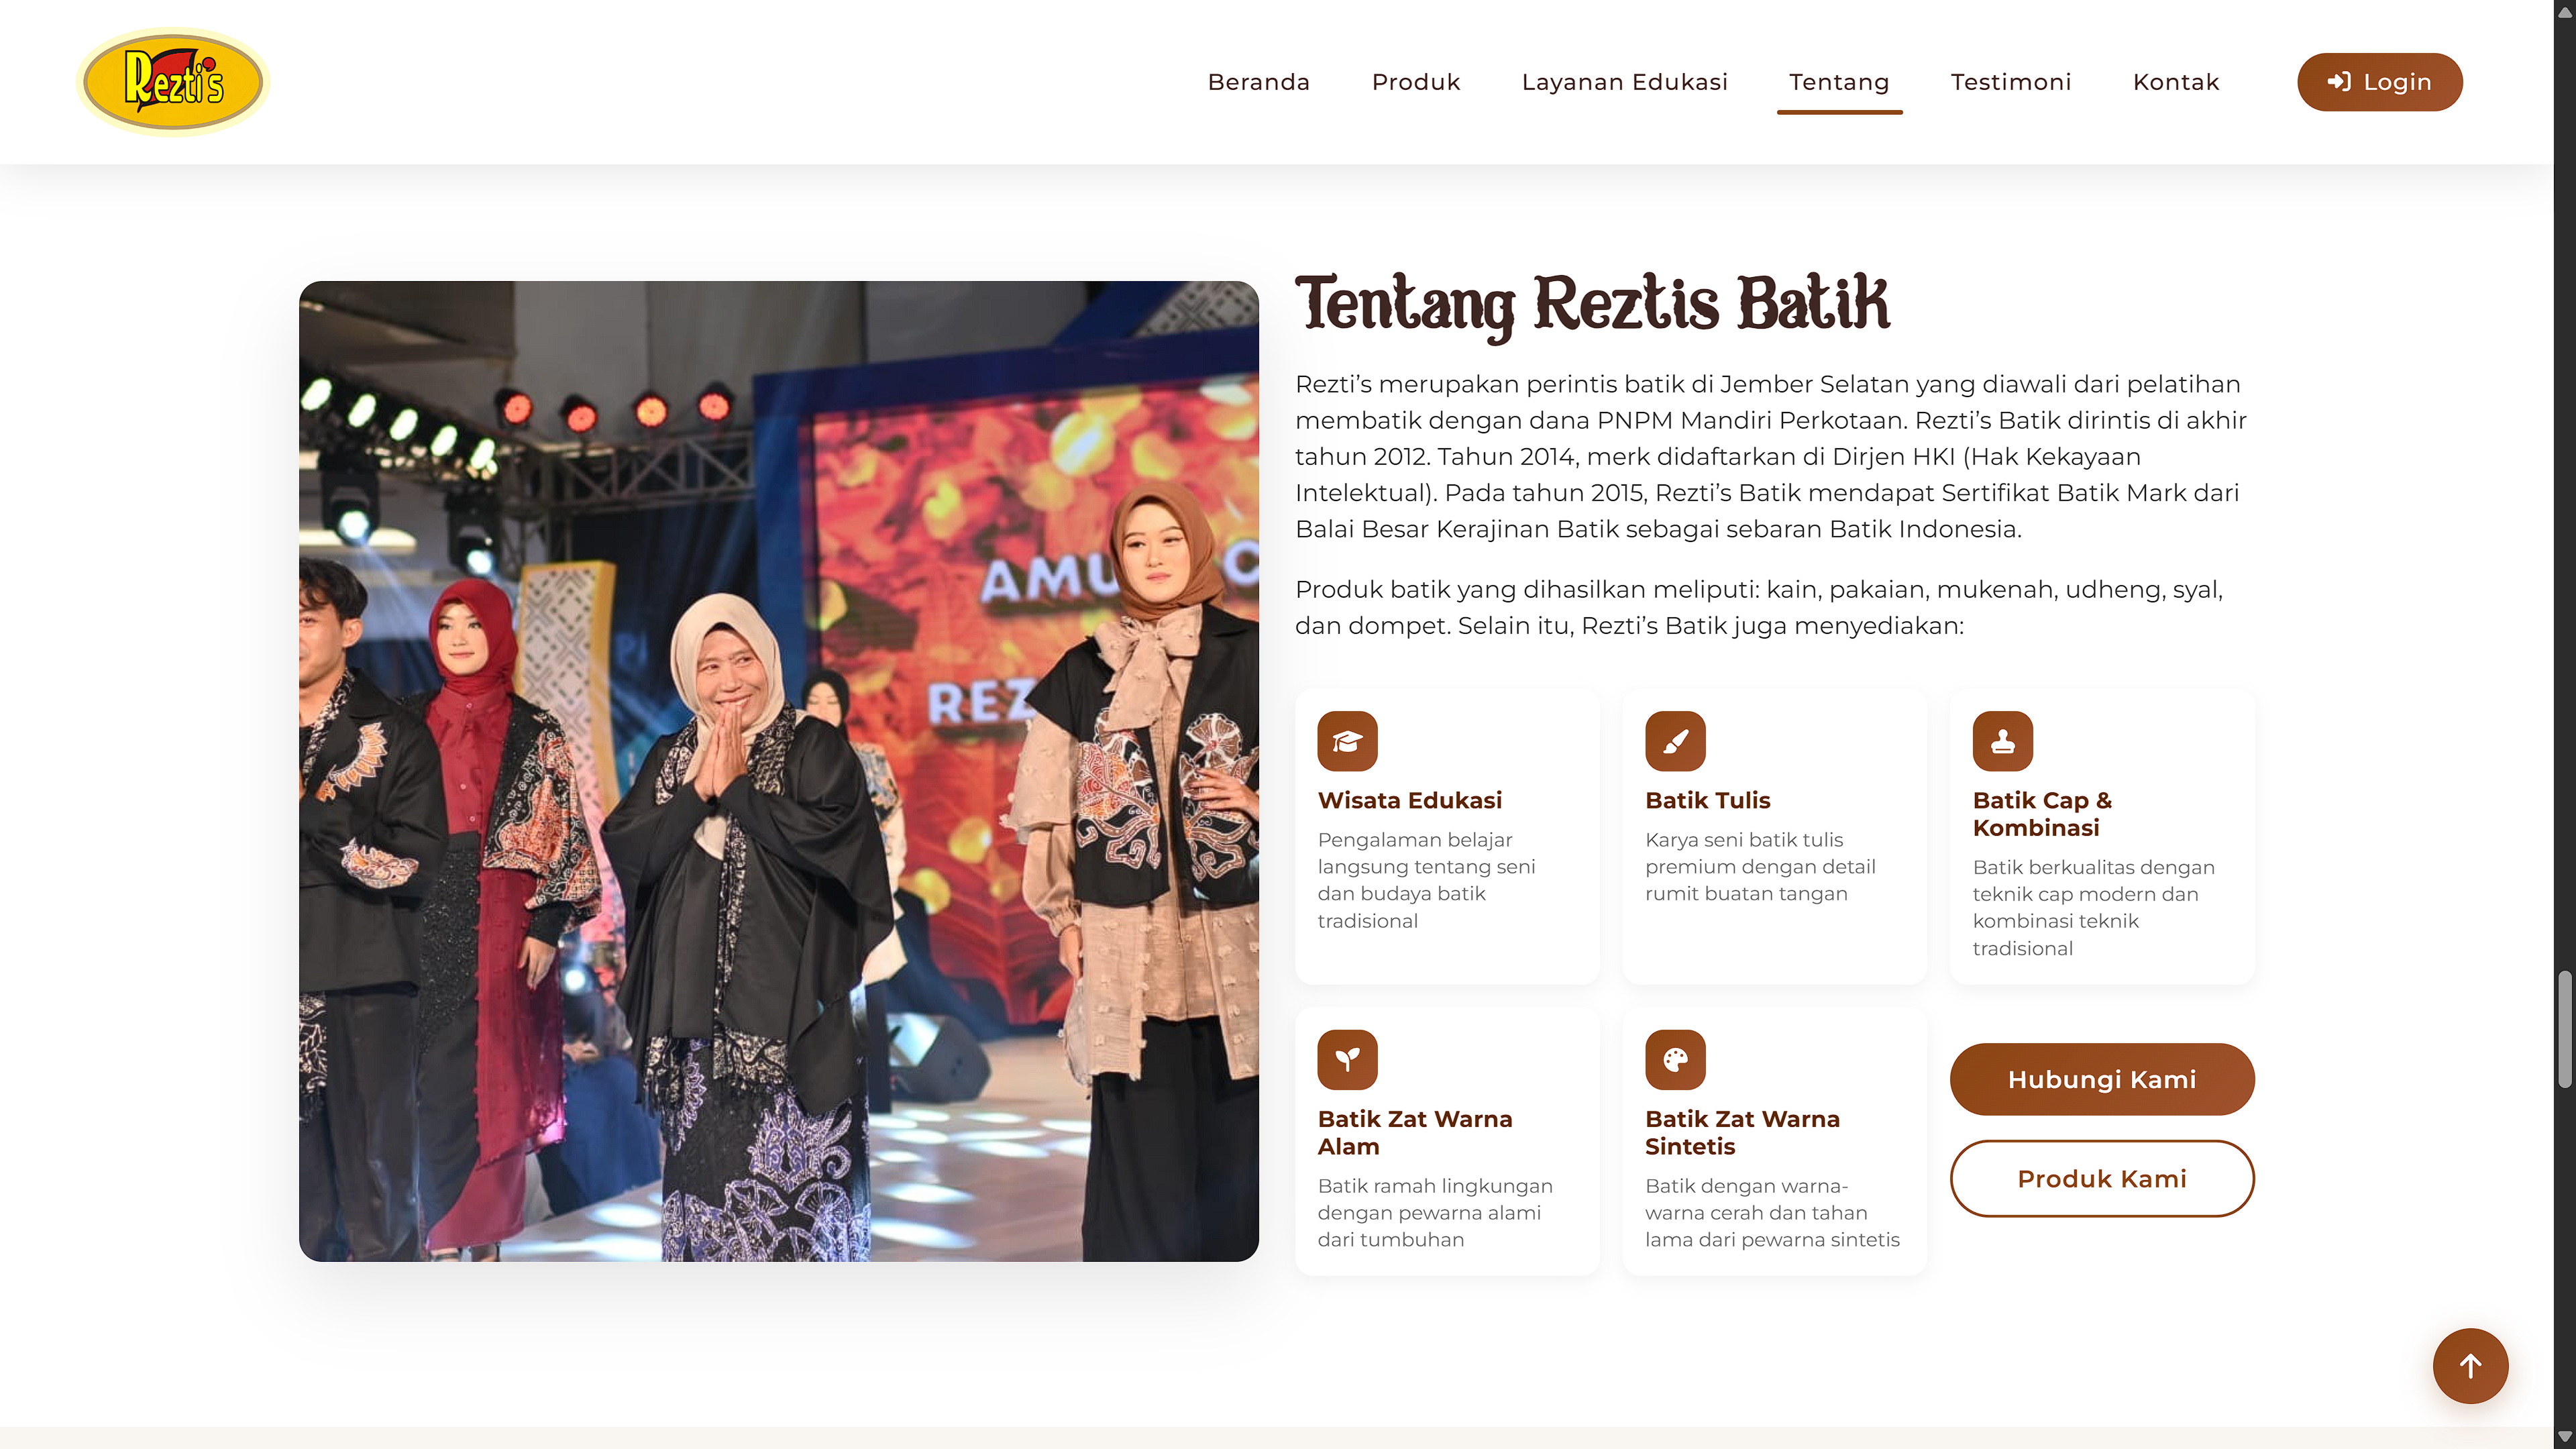 Rezti's
Beranda
Produk
Layanan Edukasi
Tentang
Testimoni
Kontak
Login
Tentang Reztis Batik
Rezti’s merupakan perintis batik di Jember Selatan yang diawali dari pelatihan
membatik dengan dana PNPM Mandiri Perkotaan. Rezti’s Batik dirintis di akhir
tahun 2012. Tahun 2014, merk didaftarkan di Dirjen HKI (Hak Kekayaan
Intelektual). Pada tahun 2015, Rezti’s Batik mendapat Sertifikat Batik Mark dari
Balai Besar Kerajinan Batik sebagai sebaran Batik Indonesia.
Produk batik yang dihasilkan meliputi: kain, pakaian, mukenah, udheng, syal,
dan dompet. Selain itu, Rezti’s Batik juga menyediakan:
Wisata Edukasi
Pengalaman belajar
langsung tentang seni
dan budaya batik
tradisional
Batik Tulis
Karya seni batik tulis
premium dengan detail
rumit buatan tangan
Batik Cap &
Kombinasi
Batik berkualitas dengan
teknik cap modern dan
kombinasi teknik
tradisional
Batik Zat Warna
Alam
Batik ramah lingkungan
dengan pewarna alami
dari tumbuhan
Batik Zat Warna
Sintetis
Batik dengan warna-
warna cerah dan tahan
lama dari pewarna sintetis
Hubungi Kami
Produk Kami